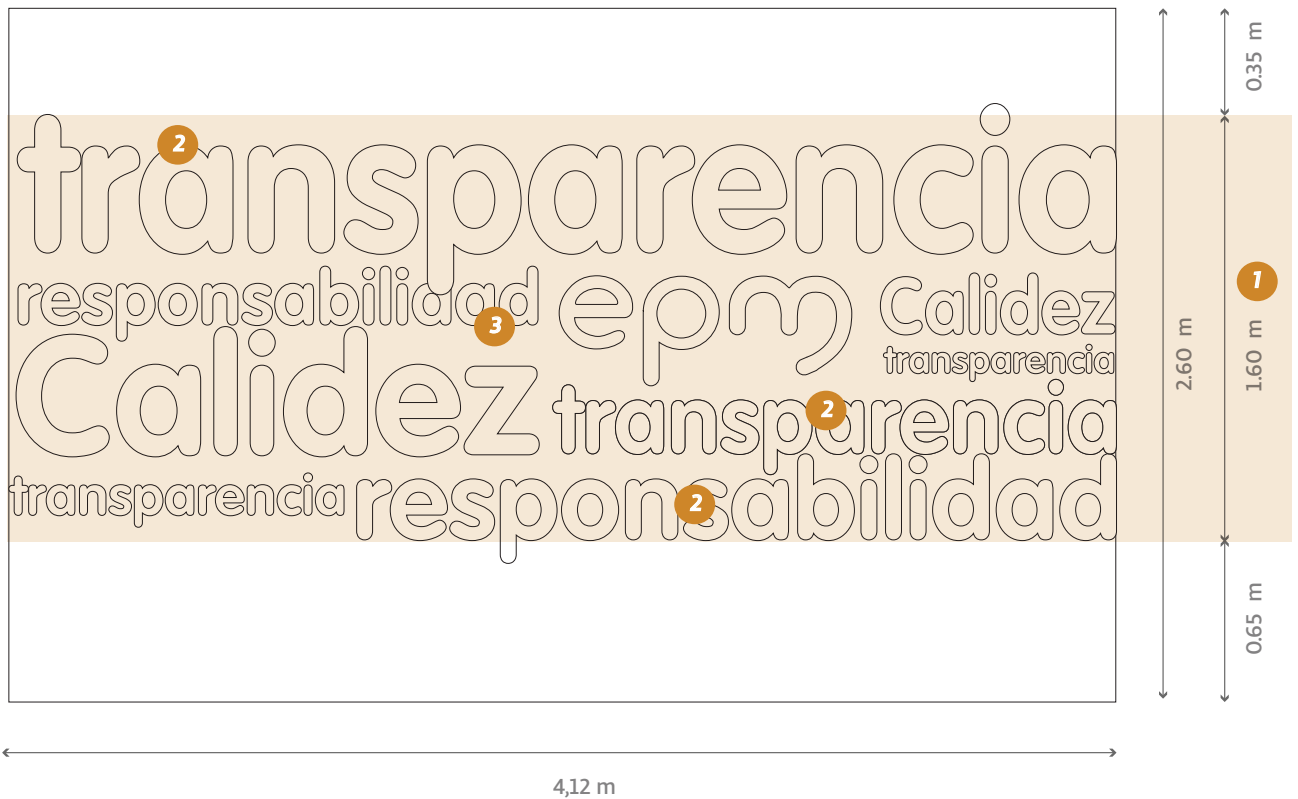 0.35 m
2
transparencia
responsabilidad epm Calidez
3
1
transparencia
Calidez
2.60 m
1.60 m
2
transparencia
transparencia responsabilidad
2
0.65 m
4,12 m